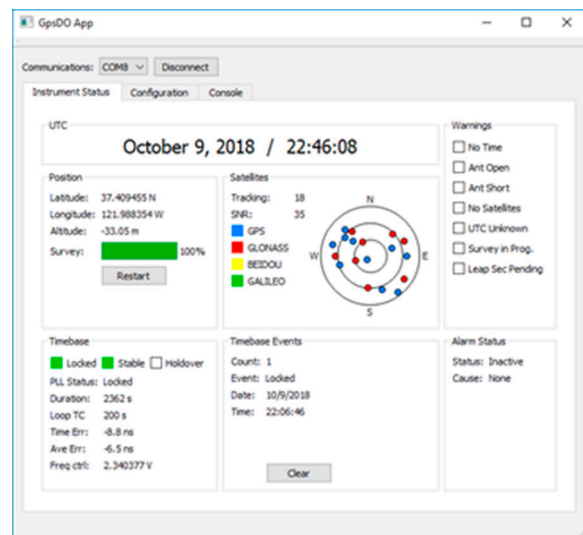 GpsDO App
Communications: COM8 Disconnect
Instrument Status Configuration Console
UTC
October 9, 2018 / 22:46:08
Position
Latitude: 37.409455 N
Longitude: 121.988354 W
Altitude: -33.05 m
Survey: 100%
Restart
Satellites
Tracking: 18
SNR: 35
GPS
GLONASS
BEIDOU
GALILEO
N
W
E
S
Warnings
No Time
Ant Open
Ant Short
No Satellites
UTC Unknown
Survey in Prog.
Leap Sec Pending
Timebase
Locked Stable Holdover
PLL Status: Locked
Duration: 2362 s
Loop TC 200 s
Time Err: -8.8 ns
Ave Err: -6.5 ns
Freq ctrl: 2.340377 V
Timebase Events
Count: 1
Event: Locked
Date: 10/9/2018
Time: 22:06:46
Clear
Alarm Status
Status: Inactive
Cause: None